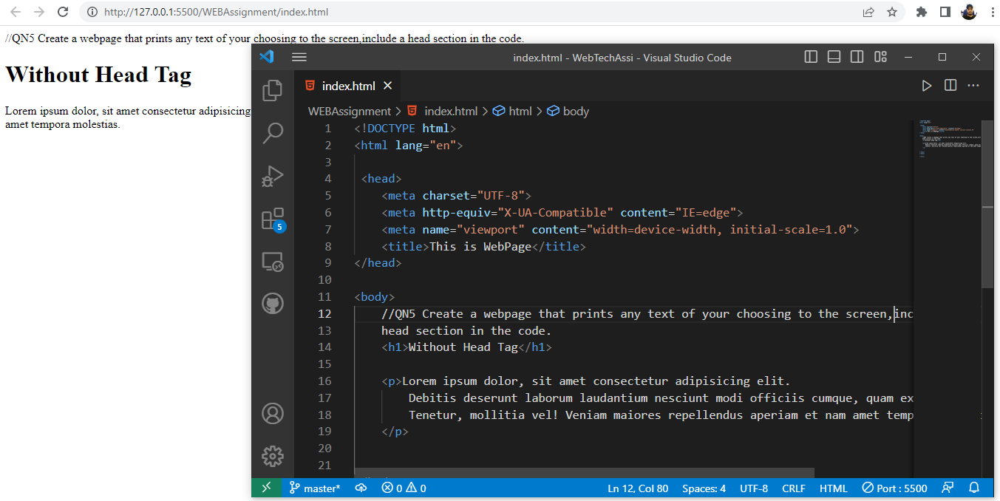 http://127.0.0.1:5500/WEBAssignment/index.html
//QN5 Create a webpage that prints any text of your choosing to the screen,include a head section in the code.
Without Head Tag
Lorem ipsum dolor, sit amet consectetur adipisicing
amet tempora molestias.
index.html - WebTechAssi - Visual Studio Code
index.html
WEBAssignment > index.html > html > body
1 <!DOCTYPE html>
2 <html lang="en">
3
4 <head>
5 <meta charset="UTF-8">
6 <meta http-equiv="X-UA-Compatible" content="IE=edge">
7 <meta name="viewport" content="width=device-width, initial-scale=1.0">
8 <title>This is WebPage</title>
9 </head>
10
11 <body>
12 //QN5 Create a webpage that prints any text of your choosing to the screen,inc
13 head section in the code.
14 <h1>Without Head Tag</h1>
15
16 <p>Lorem ipsum dolor, sit amet consectetur adipisicing elit.
17 Debitis deserunt laborum laudantium nesciunt modi officiis cumque, quam ex
18 Tenetur, mollitia vel! Veniam maiores repellendus aperiam et nam amet temp
19 </p>
20
21
5
master* 0 0 Ln 12, Col 80 Spaces: 4 UTF-8 CRLF HTML Port : 5500